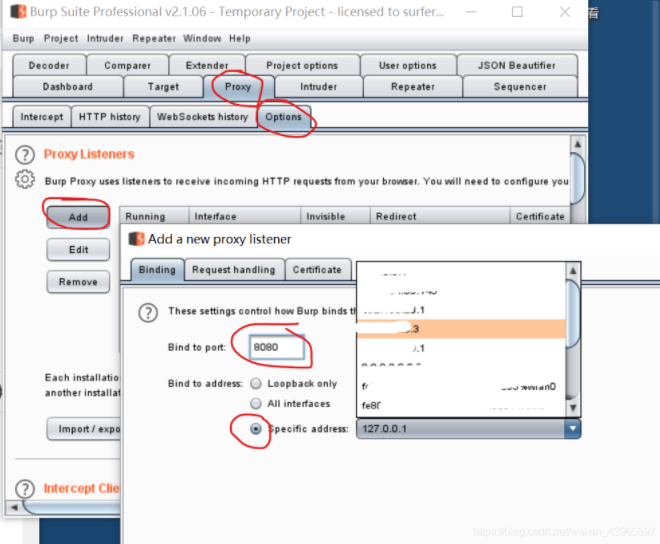 Burp Suite Professional v2.1.06 - Temporary Project - licensed to surfer...
看
Burp Project Intruder Repeater Window Help
Decoder Comparer Extender Project options User options JSON Beautifier
Dashboard Target Proxy Intruder Repeater Sequencer
Intercept HTTP history WebSockets history Options
Proxy Listeners
Burp Proxy uses listeners to receive incoming HTTP requests from your browser. You will need to configure you
Add Running Interface Invisible Redirect Certificate
Edit
Remove
Add a new proxy listener
Binding Request handling Certificate
These settings control how Burp binds th
.1
Bind to port: 8080
.3
.1
Each installatio
another installat
Bind to address: Loopback only
All interfaces
fe80
Import / expo
Specific address: 127.0.0.1
Intercept Clie
https://blog.csdn.net/weixin_43965597